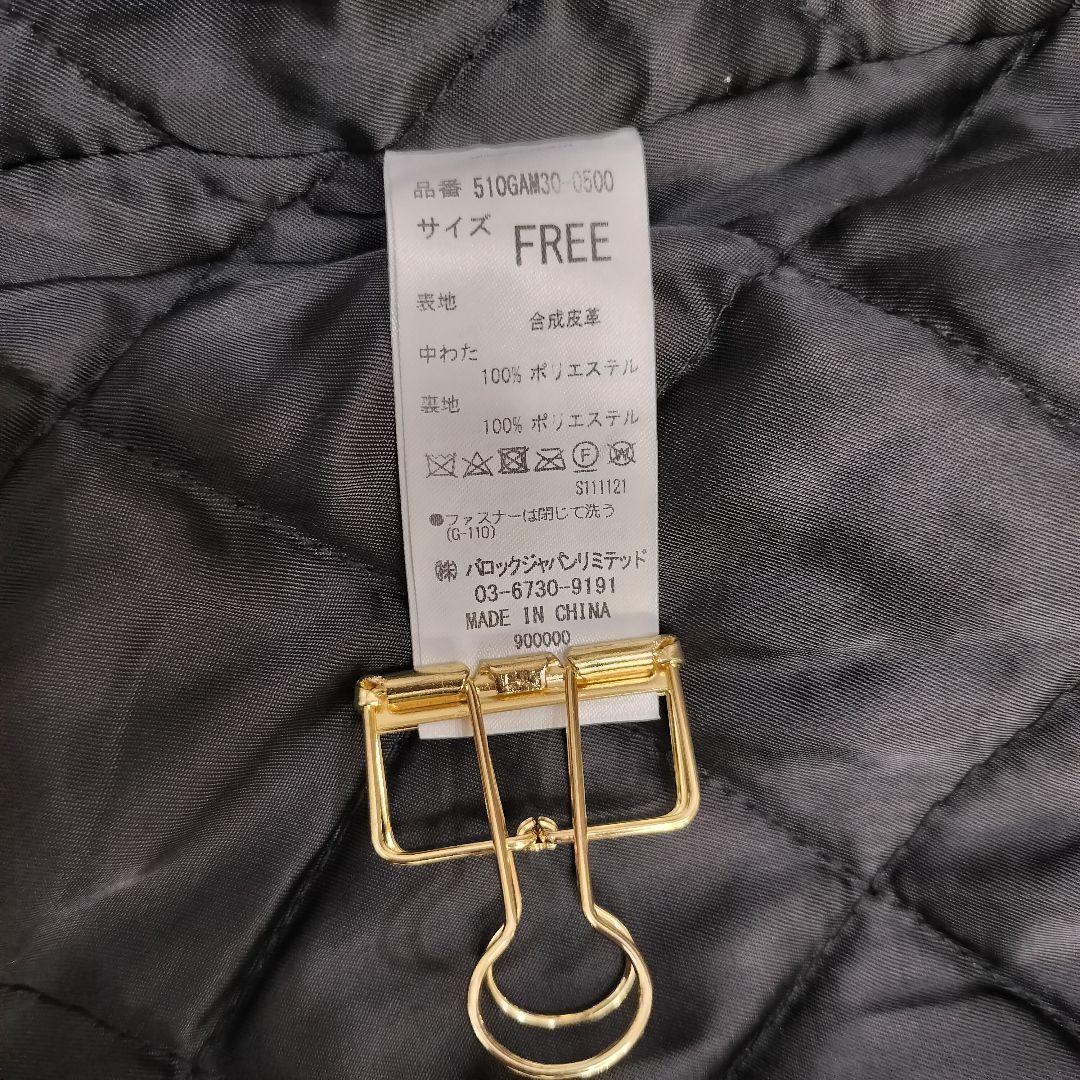 品番 510GAM30-0500
サイズ FREE
表地
合成皮革
中わた
100% ポリエステル
裏地
100% ポリエステル
F W
S111121
●ファスナーは閉じて洗う
(G-110)
㈱ バロックジャパンリミテッド
03-6730-9191
MADE IN CHINA
900000